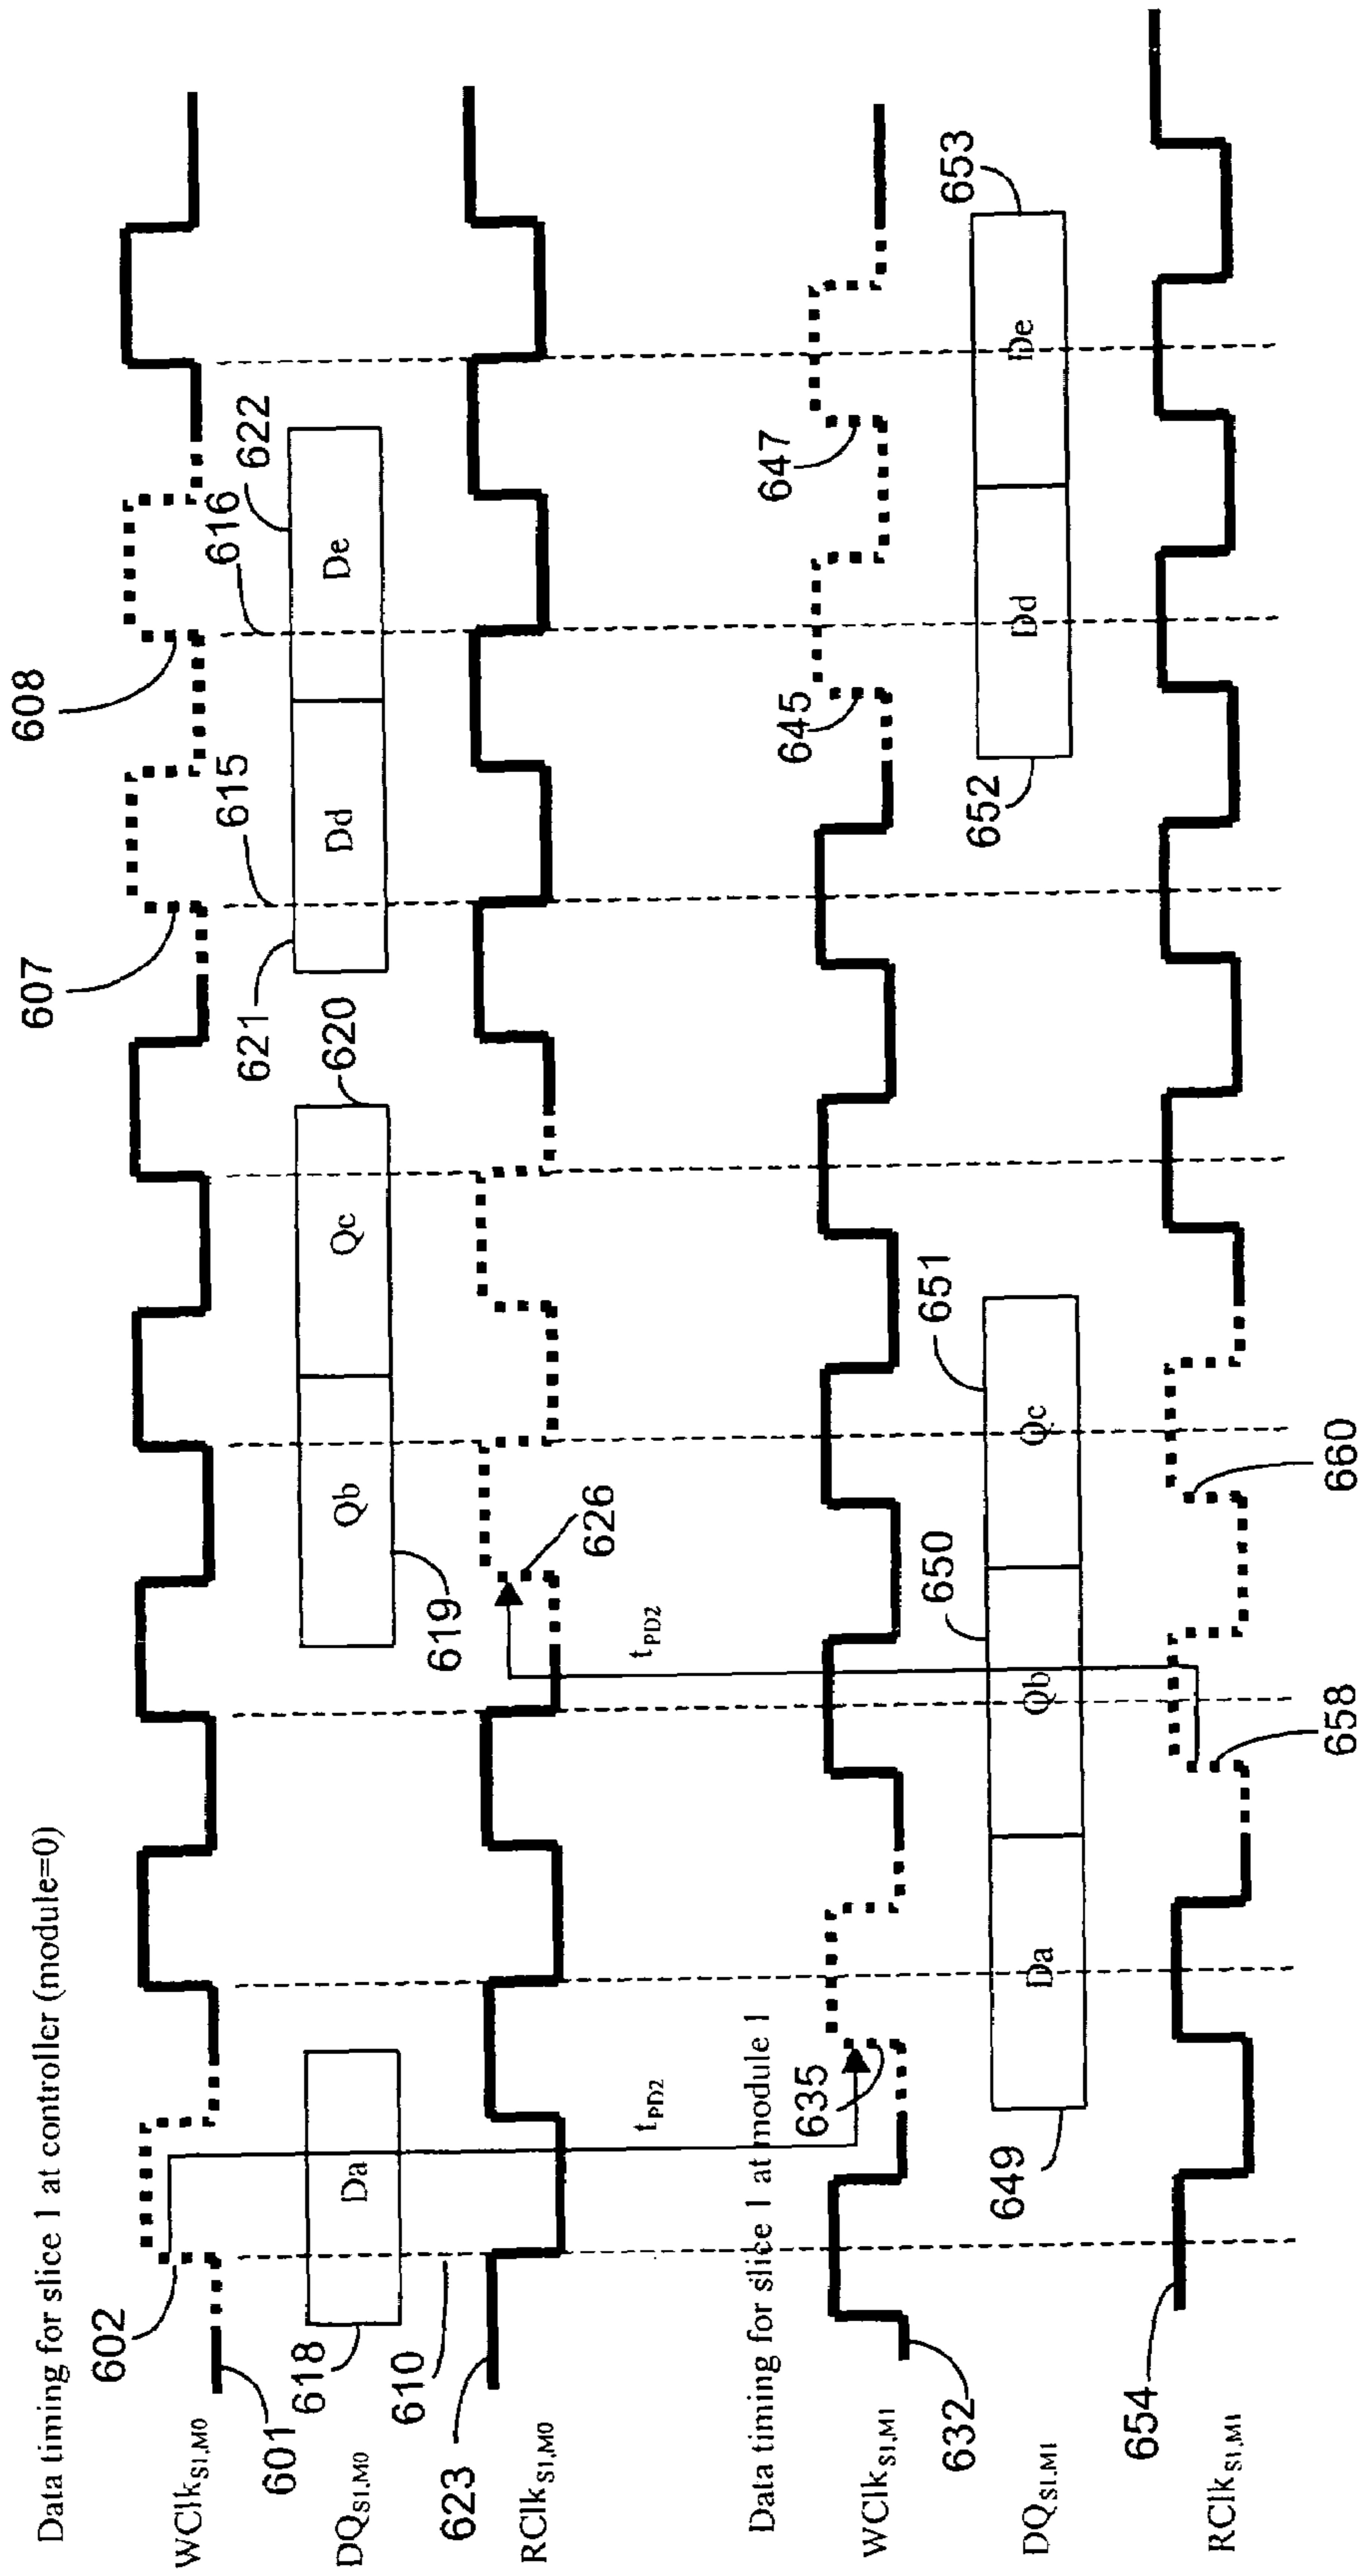 Data timing for slice 1 at controller (module=0)
602
607
608
WClk S1,M0
601
615
616
618
621
622
DQ S1,M0
Da
Qb
Qc
Dd
De
610
619
620
623
RClk S1,M0
626
tPD2
tPD2
Data timing for slice 1 at module 1
635
645
647
WClk S1,M1
632
650
651
653
DQ S1,M1
Da
Qb
Qc
Dd
De
649
652
654
RClk S1,M1
658
660